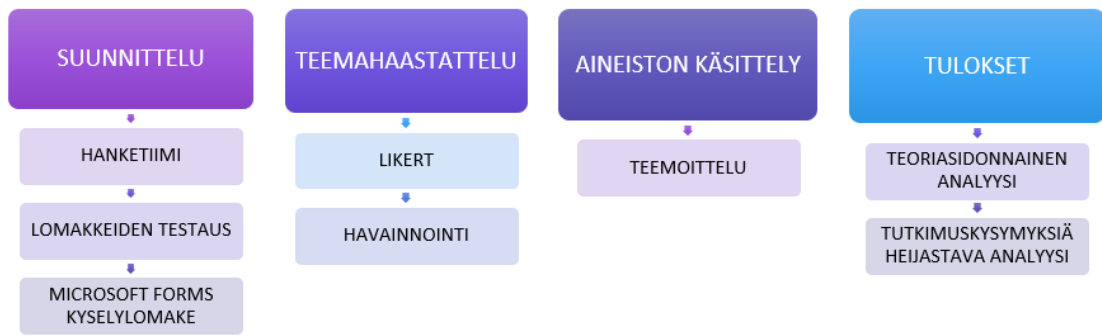 SUUNNITTELU
HANKETIIMI
LOMAKKEIDEN TESTAUS
MICROSOFT FORMS
KYSELYLOMAKE
TEEMAHAASTATTELU
LIKERT
HAVAINNOINTI
AINEISTON KÄSITTELY
TEEMOITTELU
TULOKSET
TEORIASIDONNAINEN
ANALYYSI
TUTKIMUSKYSYMYKSIÄ
HEIJASTAVA ANALYYSI